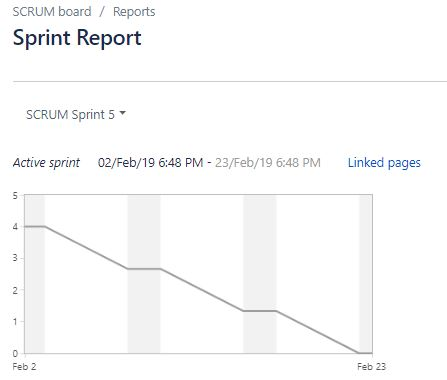 SCRUM board / Reports
Sprint Report
SCRUM Sprint 5
Active sprint 02/Feb/19 6:48 PM - 23/Feb/19 6:48 PM Linked pages
5
4
3
2
1
0
Feb 2 Feb 23